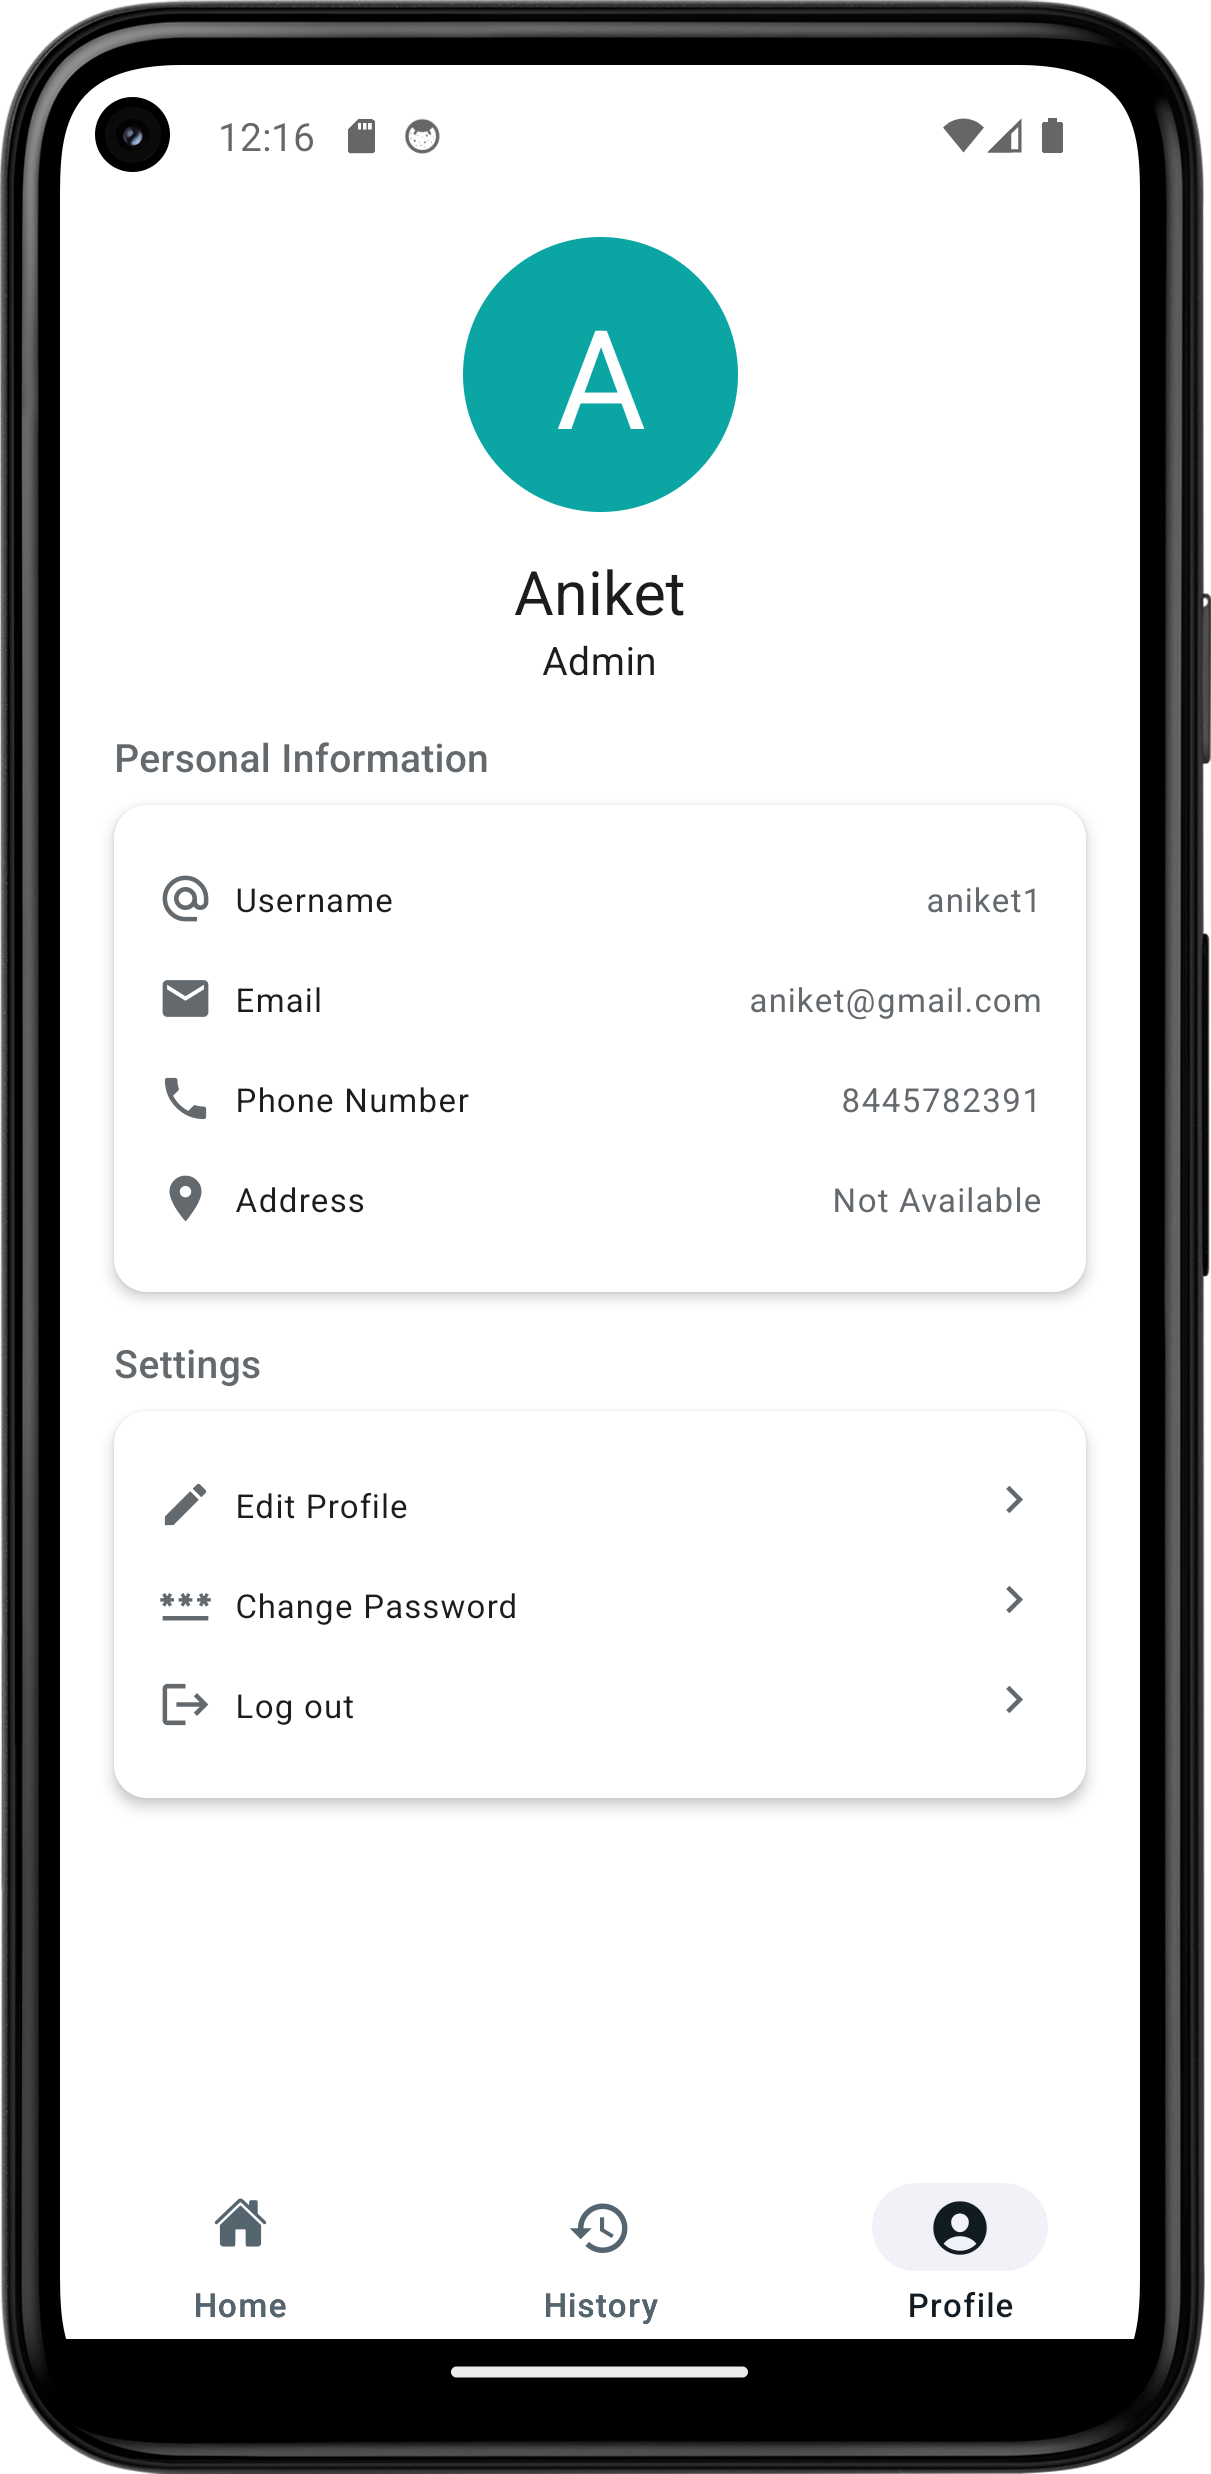 12:16
A
Aniket
Admin
Personal Information
Username aniket1
Email aniket@gmail.com
Phone Number 8445782391
Address Not Available
Settings
Edit Profile
Change Password
Log out
Home History Profile